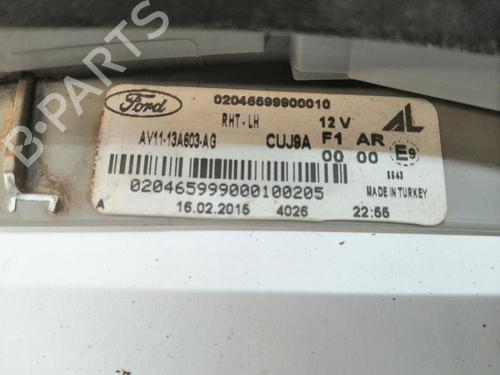 Ford
02046599900010
RHT - LH
12 V
AL
AV11-13A603-AG
CUJ9A
F1 AR
00 00
E9
020465999000100205
MADE IN TURKEY
A
16.02.2015
4026
22:55
B-PARTS